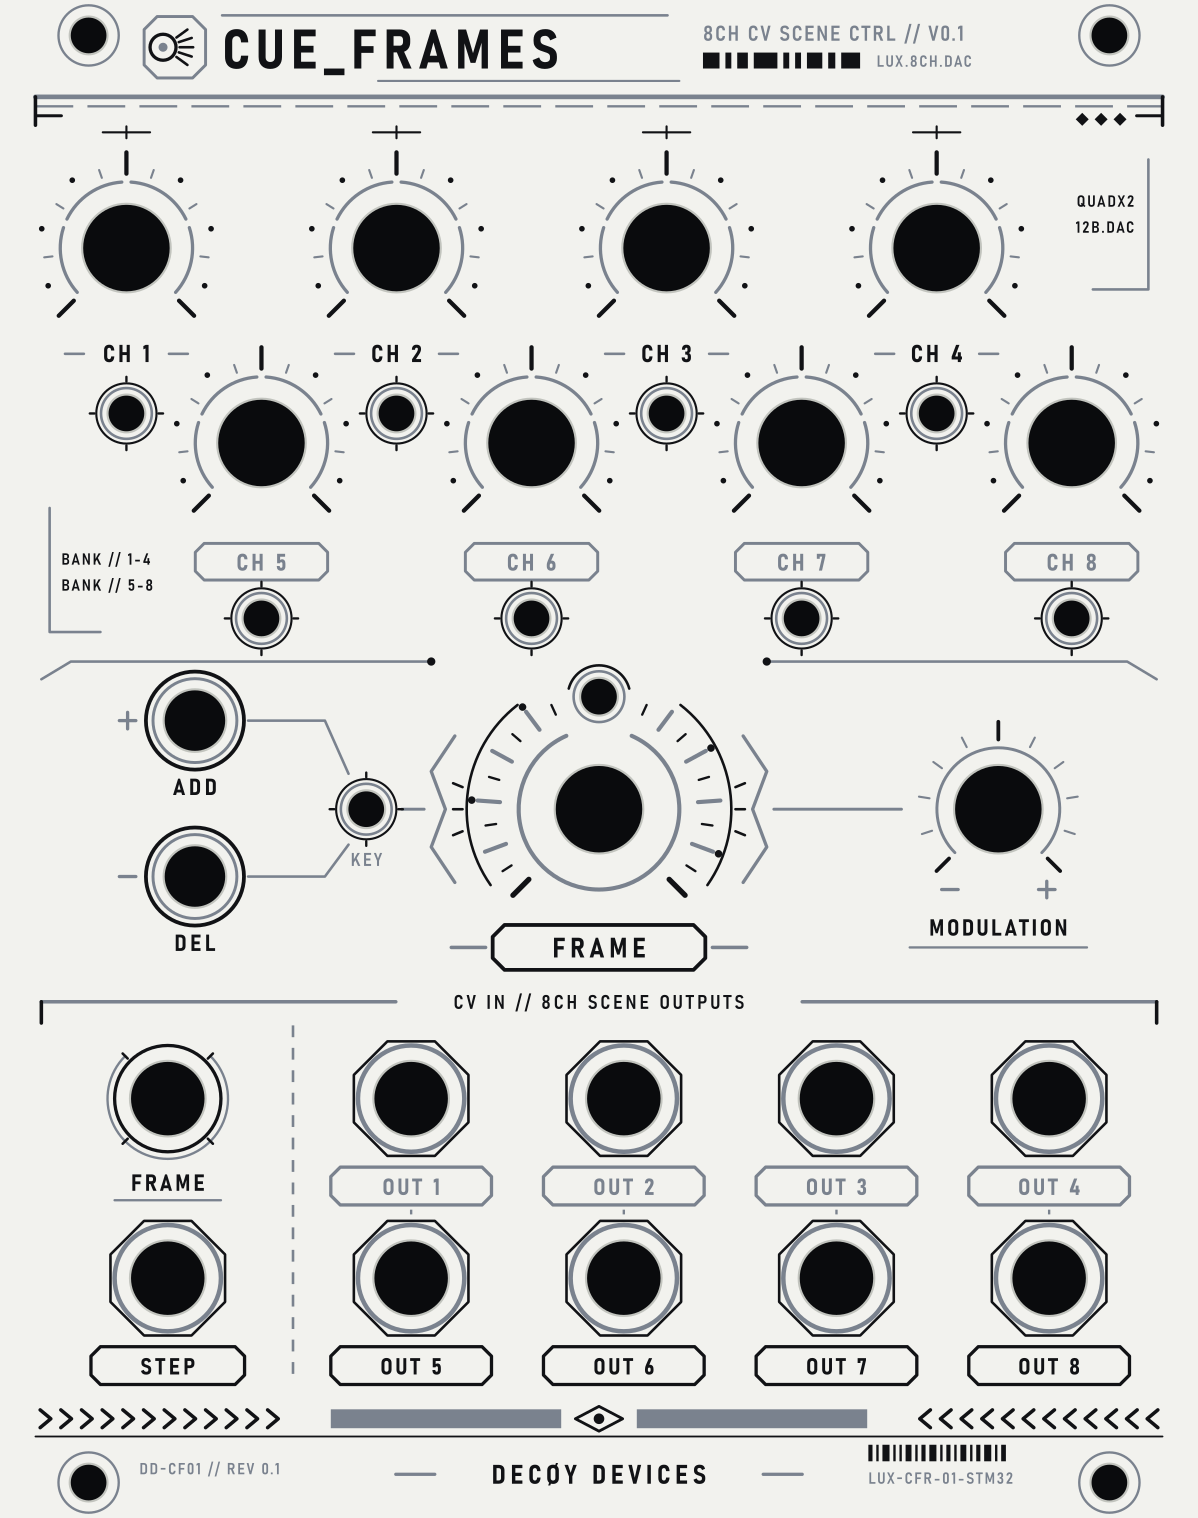 CUE_FRAMES
8CH CV SCENE CTRL // V0.1
LUX.8CH.DAC
QUADX2
12B.DAC
CH 1
CH 2
CH 3
CH 4
BANK // 1-4
BANK // 5-8
CH 5
CH 6
CH 7
CH 8
+
ADD
KEY
−
DEL
FRAME
− +
MODULATION
CV IN // 8CH SCENE OUTPUTS
FRAME
OUT 1
OUT 2
OUT 3
OUT 4
STEP
OUT 5
OUT 6
OUT 7
OUT 8
DD-CF01 // REV 0.1
DECØY DEVICES
LUX-CFR-01-STM32